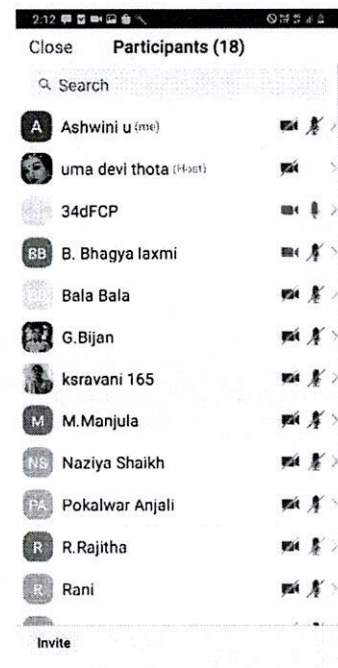 2:12
Close Participants (18)
Search
A Ashwini u (me)
uma devi thota (Host)
34dFCP
BB B. Bhagya laxmi
Bala Bala
G.Bijan
ksravani 165
M M.Manjula
NS Naziya Shaikh
PA Pokalwar Anjali
R R.Rajitha
R Rani
Invite